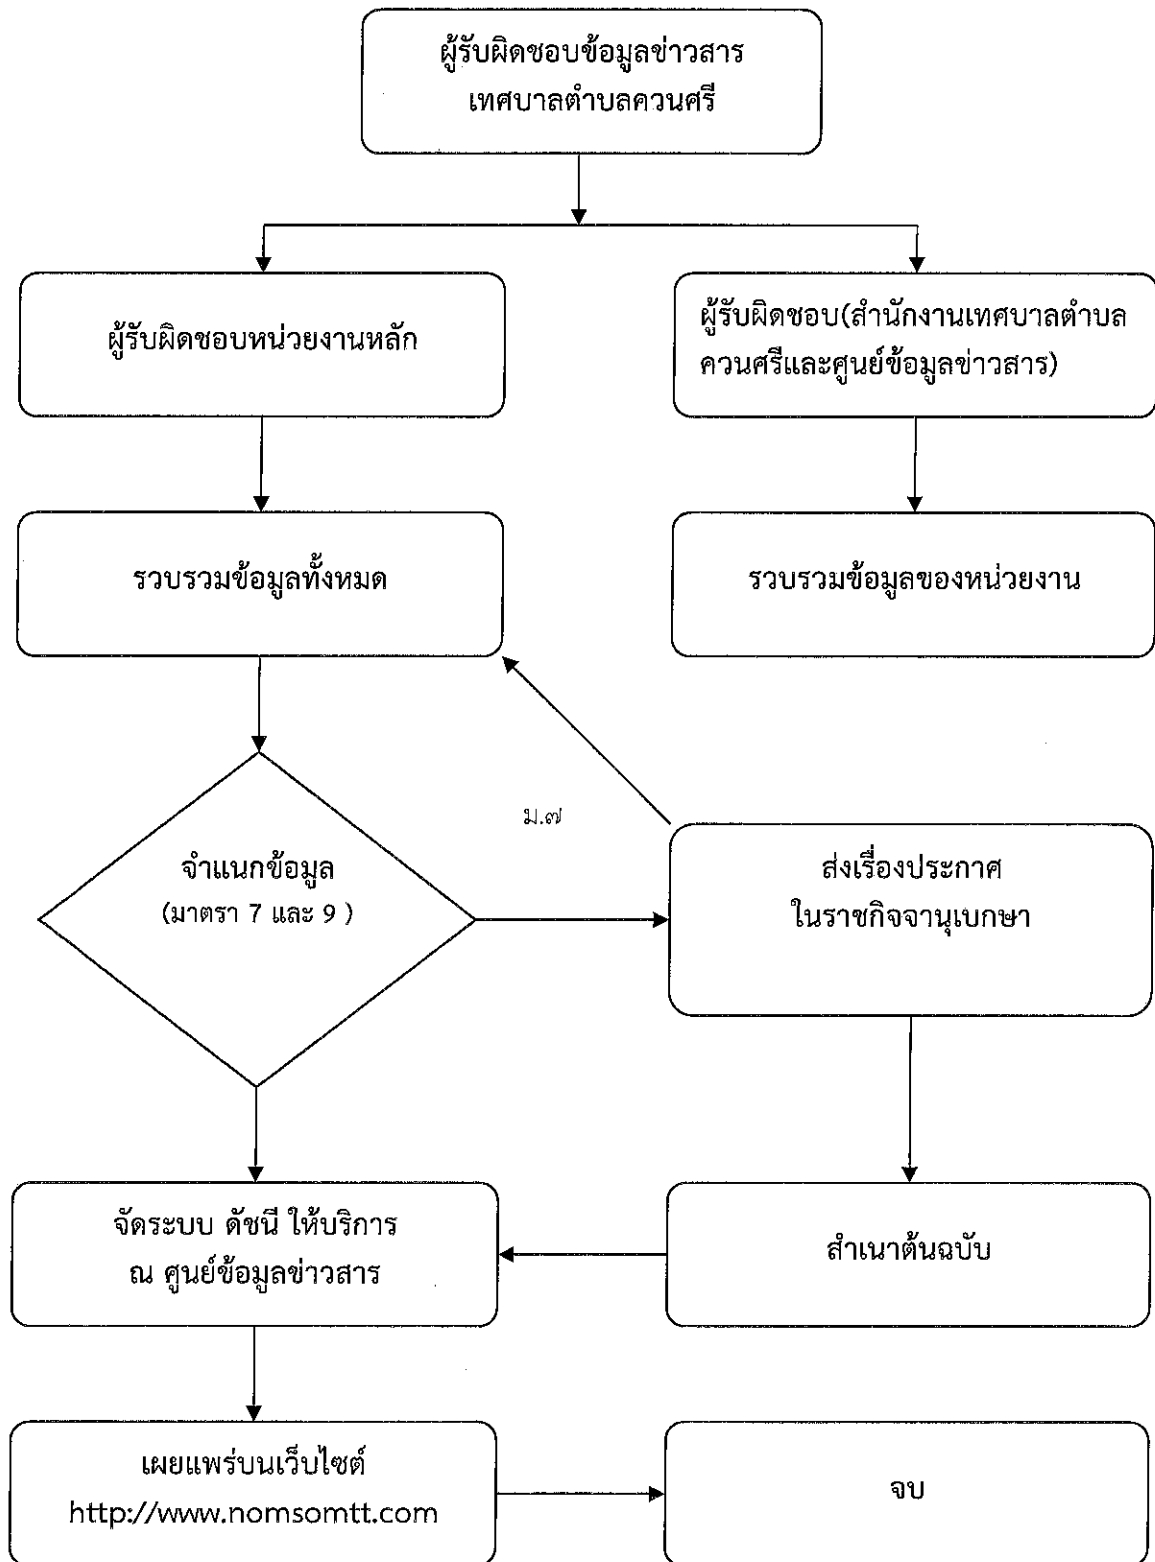 ผู้รับผิดชอบข้อมูลข่าวสาร
เทศบาลตำบลควนศรี
ผู้รับผิดชอบหน่วยงานหลัก
ผู้รับผิดชอบ(สำนักงานเทศบาลตำบล
ควนศรีและศูนย์ข้อมูลข่าวสาร)
รวบรวมข้อมูลทั้งหมด
รวบรวมข้อมูลของหน่วยงาน
ม.๗
จำแนกข้อมูล
(มาตรา 7 และ 9 )
ส่งเรื่องประกาศ
ในราชกิจจานุเบกษา
จัดระบบ ดัชนี ให้บริการ
ณ ศูนย์ข้อมูลข่าวสาร
สำเนาต้นฉบับ
เผยแพร่บนเว็บไซต์
http://www.nomsomtt.com
จบ